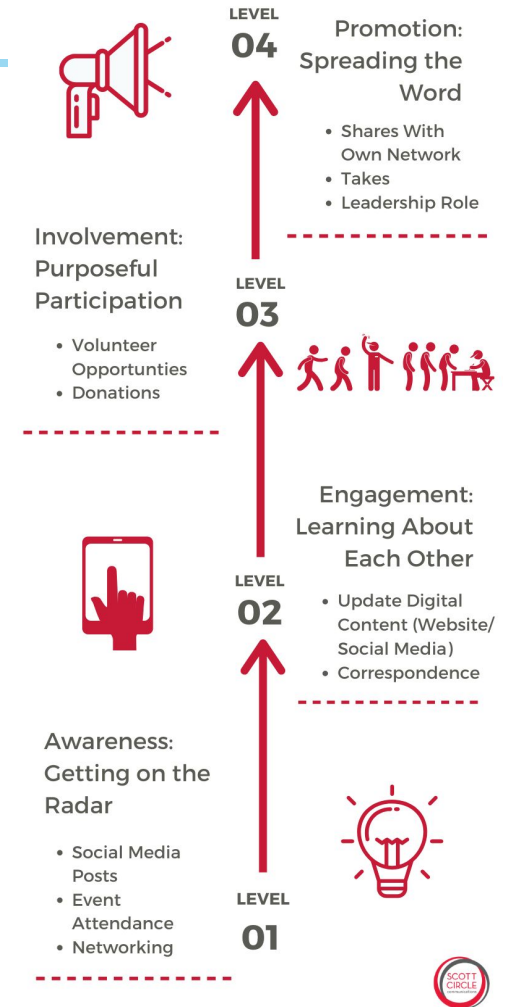 LEVEL
04
Promotion:
Spreading the
Word
• Shares With
Own Network
• Takes
• Leadership Role
Involvement:
Purposeful
Participation
• Volunteer
Opportunties
• Donations
LEVEL
03
Engagement:
Learning About
Each Other
• Update Digital
Content (Website/
Social Media)
• Correspondence
LEVEL
02
Awareness:
Getting on the
Radar
• Social Media
Posts
• Event
Attendance
• Networking
LEVEL
01
SCOTT
CIRCLE